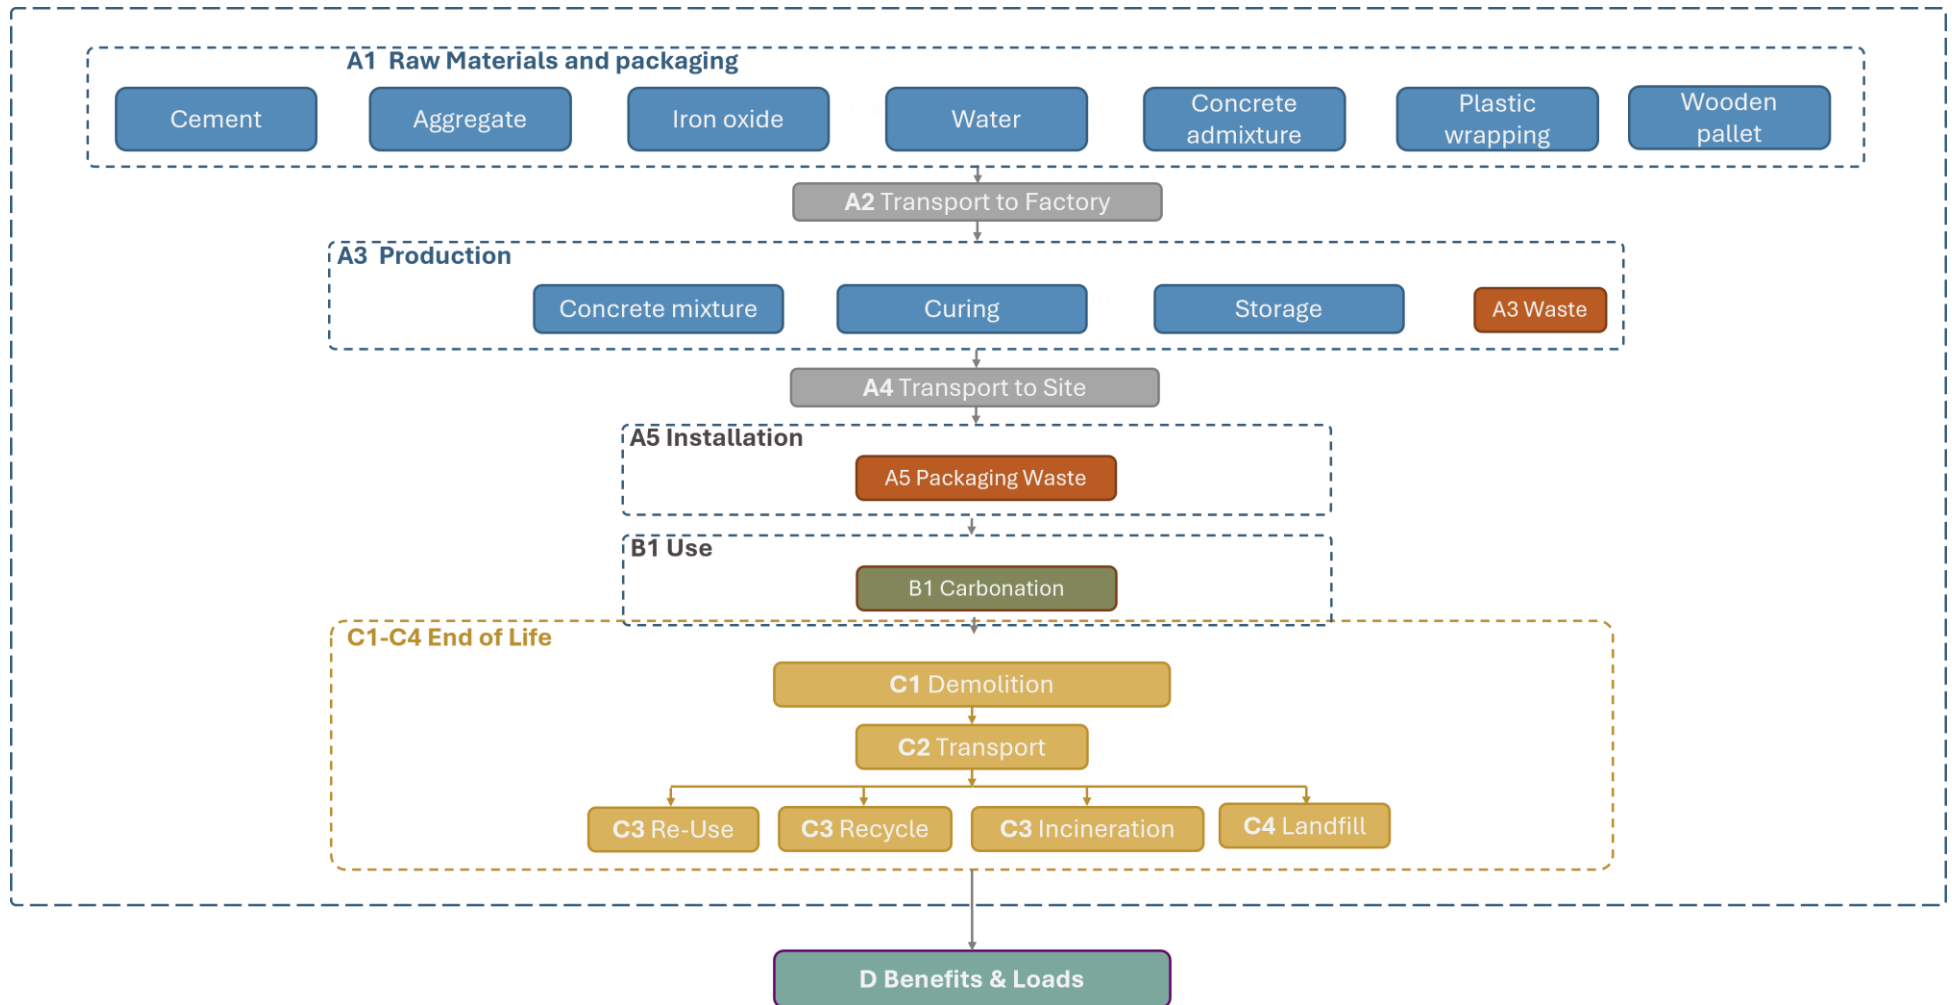 A1 Raw Materials and packaging
Cement
Aggregate
Iron oxide
Water
Concrete
admixture
Plastic
wrapping
Wooden
pallet
A2 Transport to Factory
A3 Production
Concrete mixture
Curing
Storage
A3 Waste
A4 Transport to Site
A5 Installation
A5 Packaging Waste
B1 Use
B1 Carbonation
C1-C4 End of Life
C1 Demolition
C2 Transport
C3 Re-Use
C3 Recycle
C3 Incineration
C4 Landfill
D Benefits & Loads